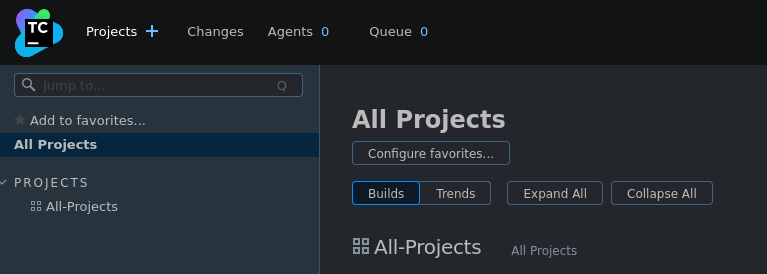 TC Projects + Changes Agents 0 Queue 0
Jump to... Q
Add to favorites...
All Projects
PROJECTS
All-Projects
All Projects
Configure favorites...
Builds Trends Expand All Collapse All
All-Projects All Projects